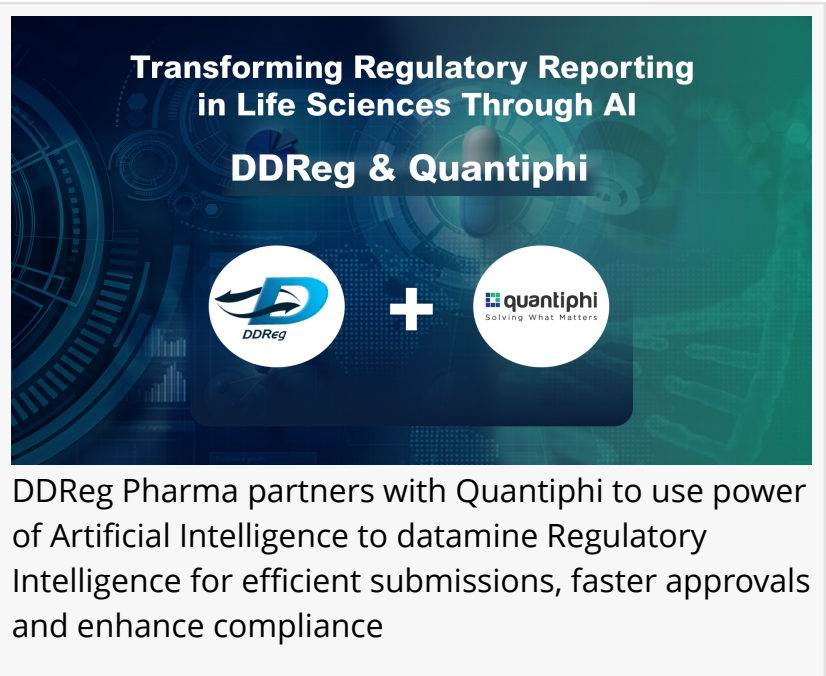 Transforming Regulatory Reporting
in Life Sciences Through AI
DDReg & Quantiphi
DDReg
+
quantiphi
Solving What Matters
DDReg Pharma partners with Quantiphi to use power
of Artificial Intelligence to datamine Regulatory
Intelligence for efficient submissions, faster approvals
and enhance compliance